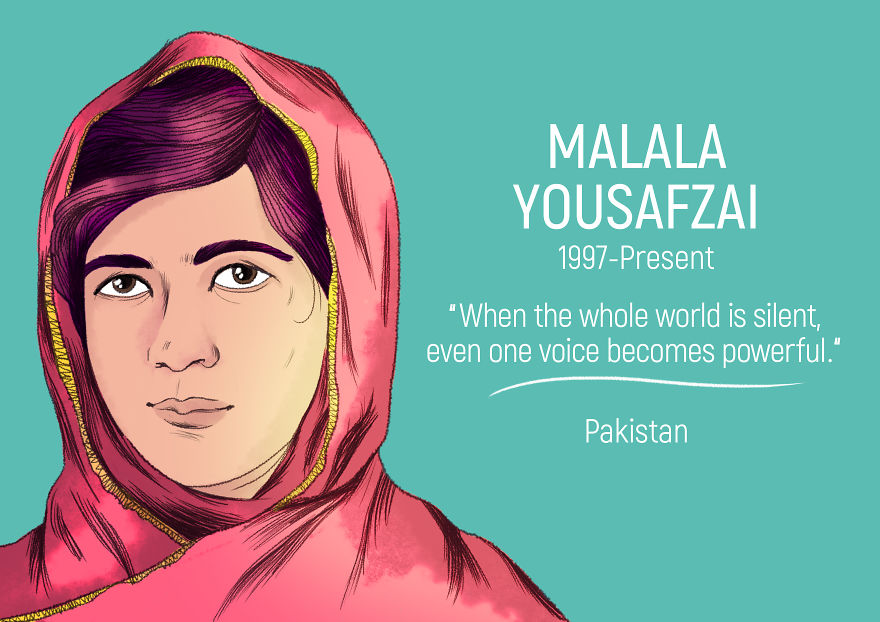 MALALA
YOUSAFZAI
1997-Present
"When the whole world is silent,
even one voice becomes powerful."
Pakistan